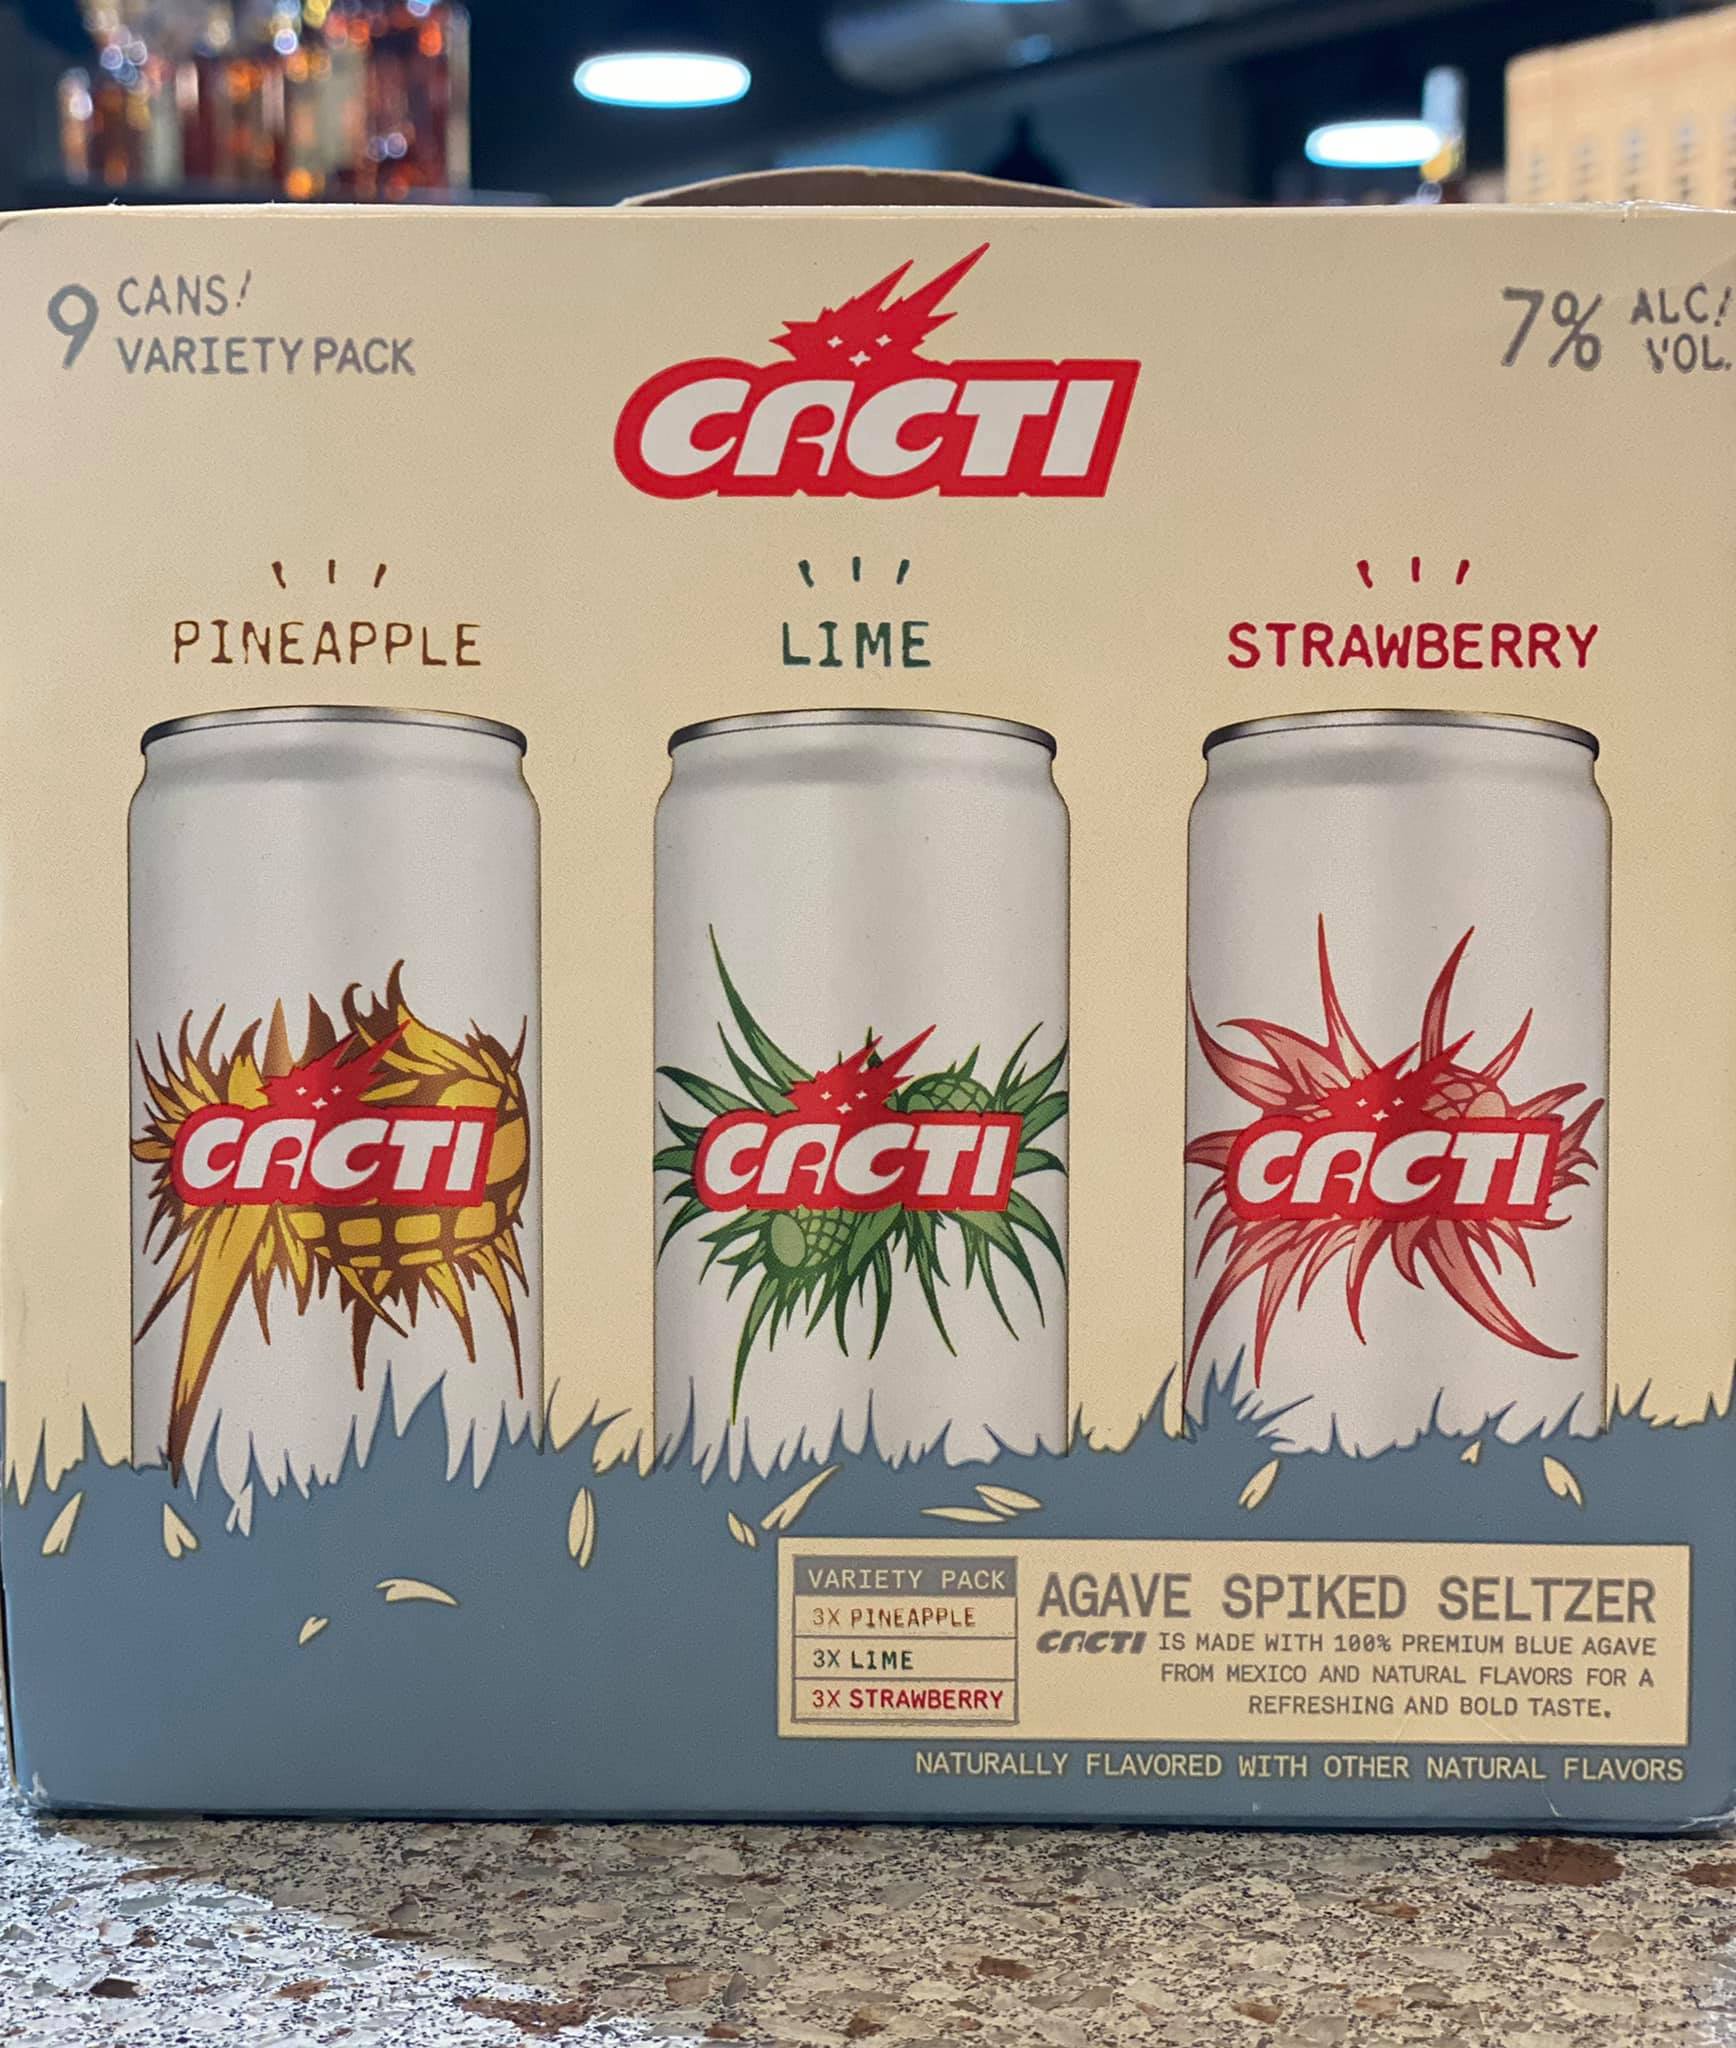 9 CANS!
VARIETY PACK
7% ALC!
VOL.
CACTI
PINEAPPLE
LIME
STRAWBERRY
CACTI
CACTI
CACTI
VARIETY PACK
3X PINEAPPLE
3X LIME
3X STRAWBERRY
AGAVE SPIKED SELTZER
CACTI IS MADE WITH 100% PREMIUM BLUE AGAVE
FROM MEXICO AND NATURAL FLAVORS FOR A
REFRESHING AND BOLD TASTE.
NATURALLY FLAVORED WITH OTHER NATURAL FLAVORS